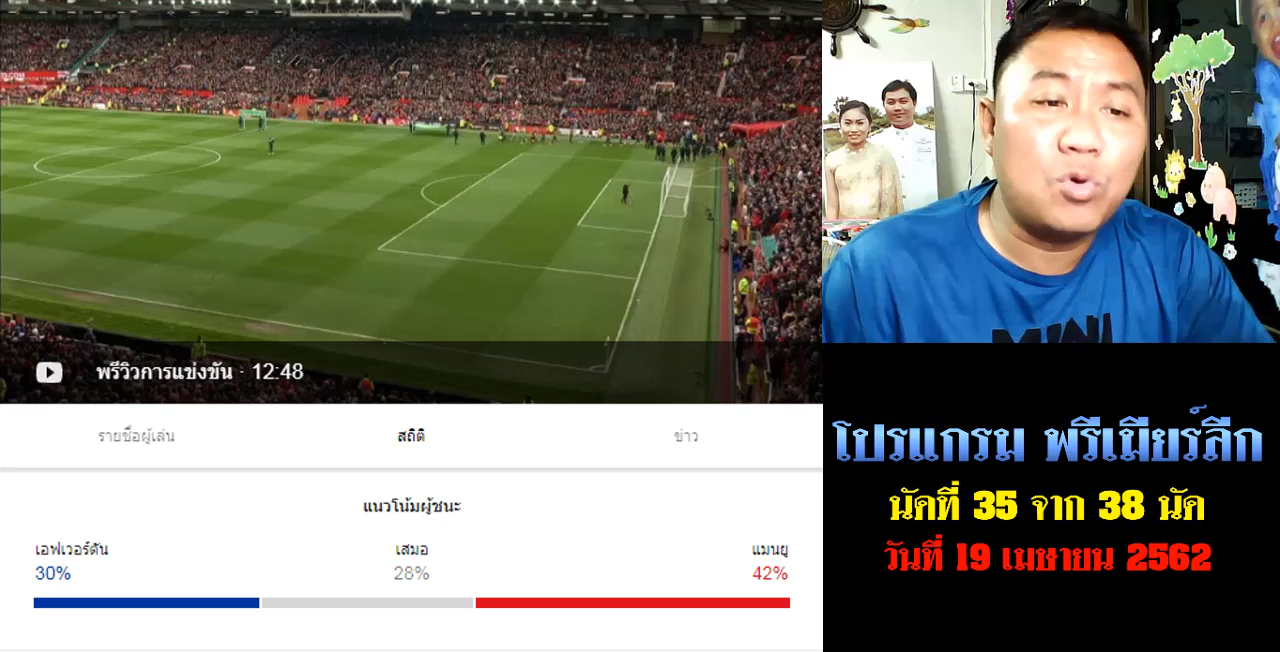 พรีวิวการแข่งขัน · 12:48
รายชื่อผู้เล่น สถิติ ข่าว
แนวโน้มผู้ชนะ
เอฟเวอร์ตัน เสมอ แมนยู
30% 28% 42%
MINI
โปรแกรม พรีเมียร์ลีก
นัดที่ 35 จาก 38 นัด
วันที่ 19 เมษายน 2562